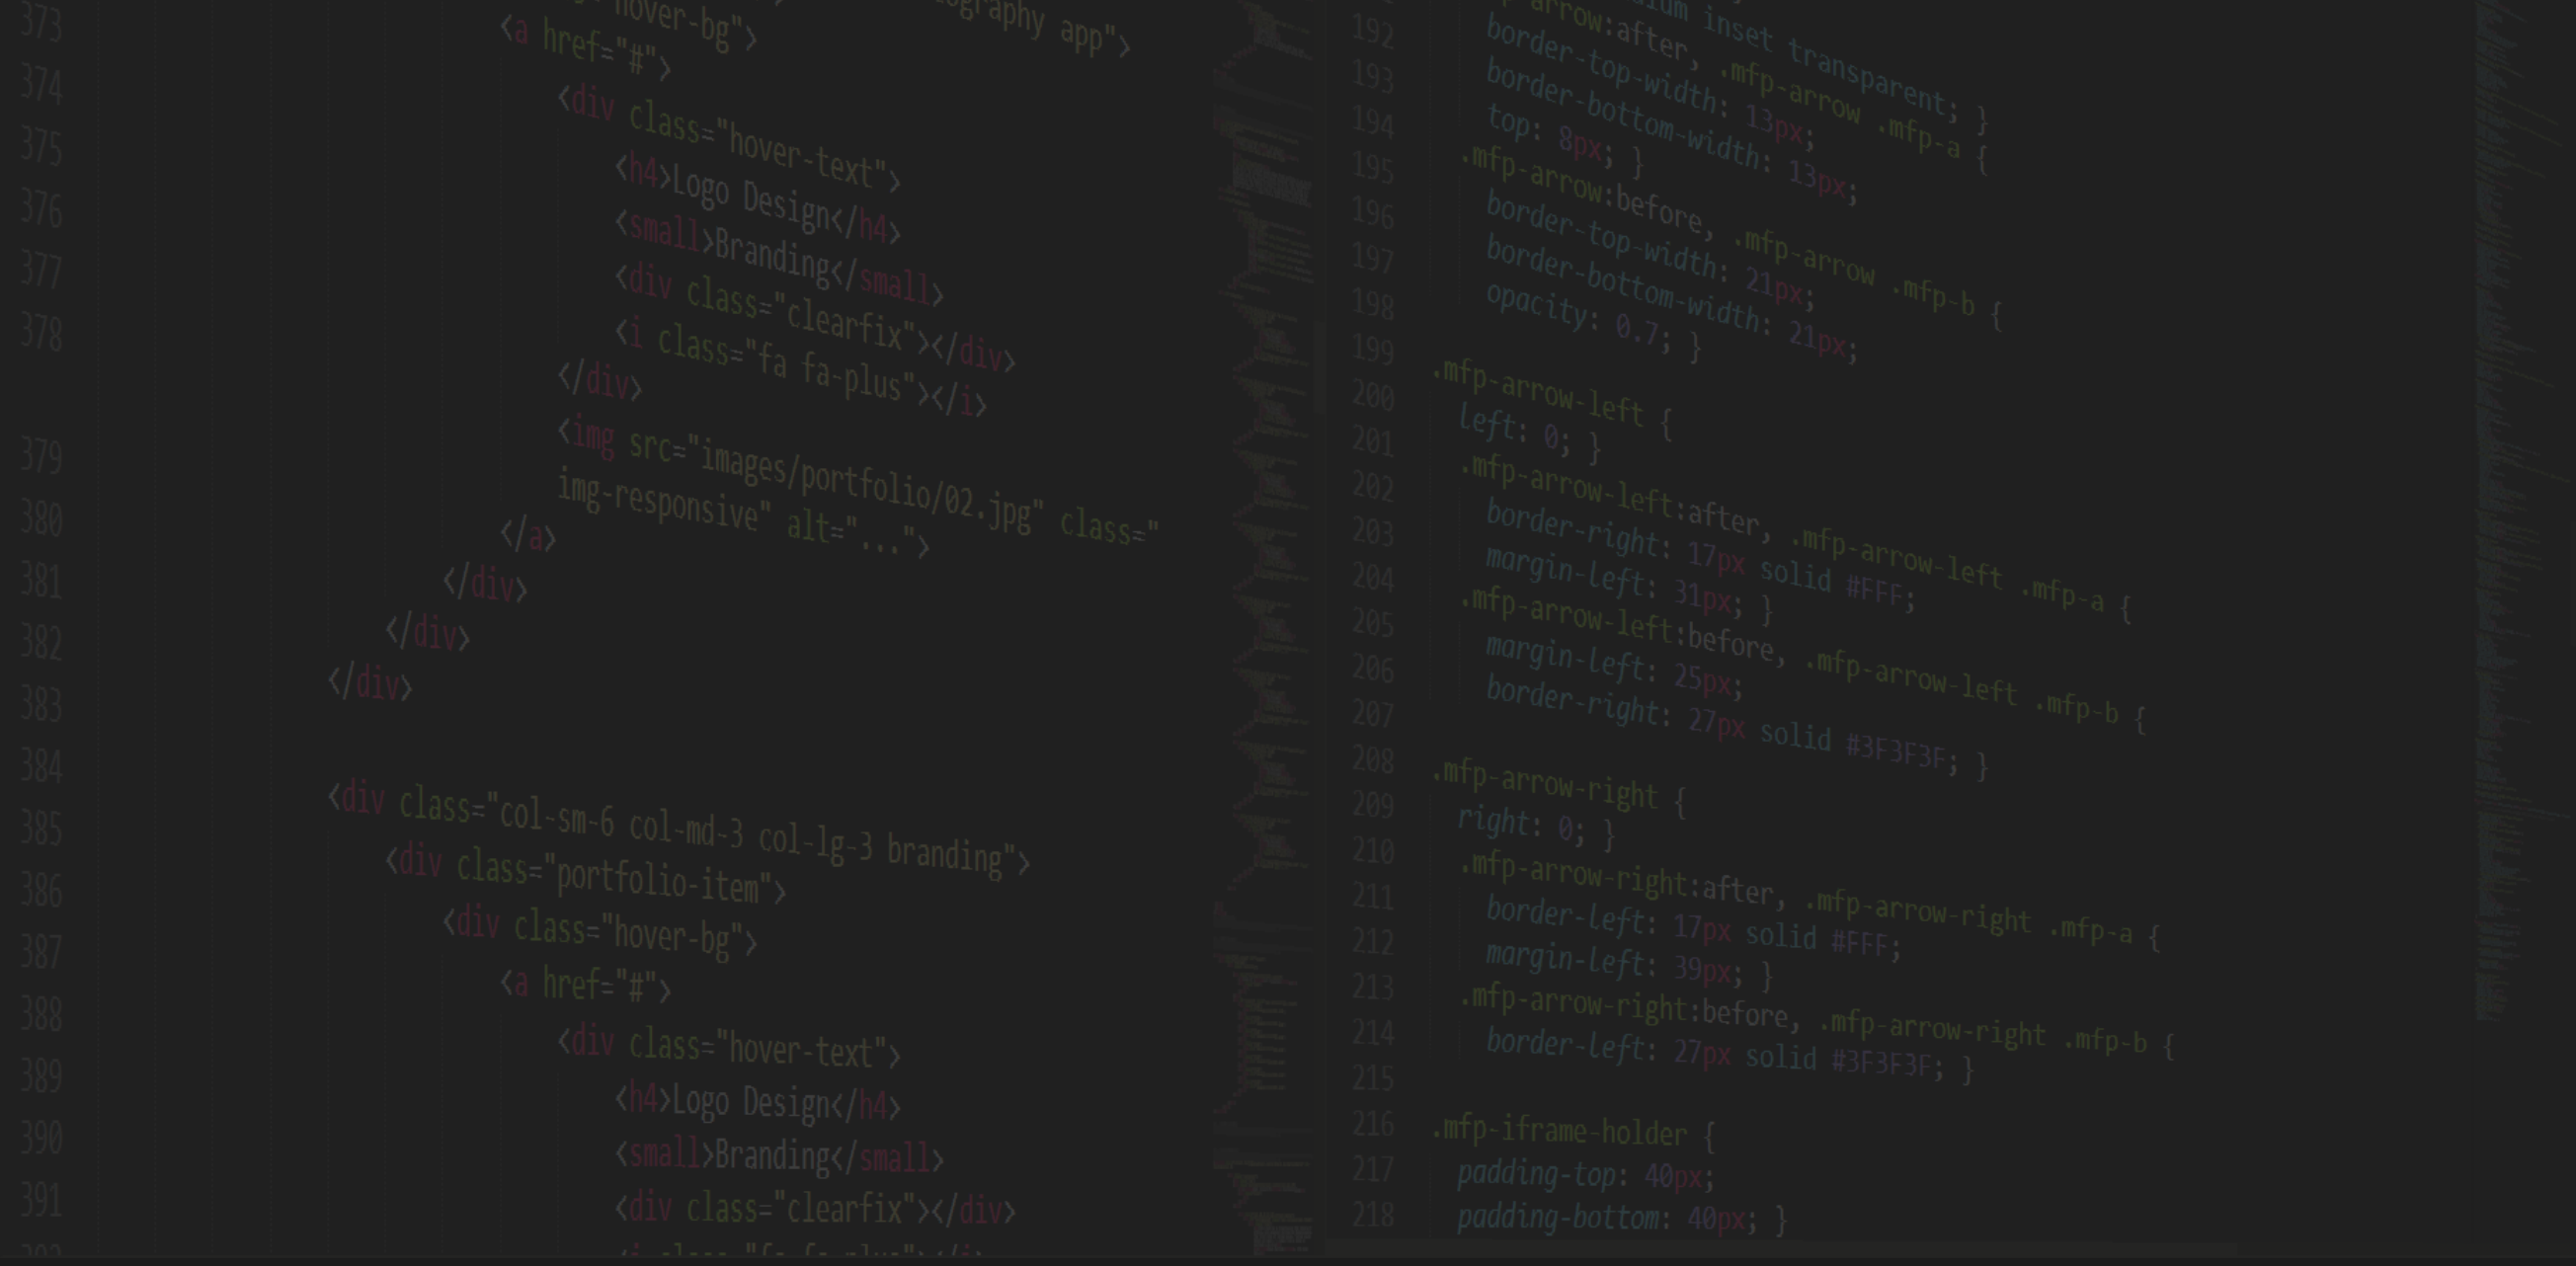 373
374
375
376
377
378
379
380
381
382
383
384
385
386
387
388
389
390
391
hover-bg">
<a href="#">
<div class="hover-text">
<h4>Logo Design</h4>
<small>Branding</small>
<div class="clearfix"></div>
<i class="fa fa-plus"></i>
</div>
<img src="images/portfolio/02.jpg" class="
img-responsive" alt="...">
</a>
</div>
</div>
</div>
<div class="col-sm-6 col-md-3 col-lg-3 branding">
<div class="portfolio-item">
<div class="hover-bg">
<a href="#">
<div class="hover-text">
<h4>Logo Design</h4>
<small>Branding</small>
<div class="clearfix"></div>
<i class="fa fa-plus"></i>
192
193
194
195
196
197
198
199
200
201
202
203
204
205
206
207
208
209
210
211
212
213
214
215
216
217
218
inset transparent; }
.mfp-arrow:after, .mfp-arrow .mfp-a {
border-top-width: 13px;
border-bottom-width: 13px;
top: 8px; }
.mfp-arrow:before, .mfp-arrow .mfp-b {
border-top-width: 21px;
border-bottom-width: 21px;
opacity: 0.7; }
.mfp-arrow-left {
left: 0; }
.mfp-arrow-left:after, .mfp-arrow-left .mfp-a {
border-right: 17px solid #FFF;
margin-left: 31px; }
.mfp-arrow-left:before, .mfp-arrow-left .mfp-b {
margin-left: 25px;
border-right: 27px solid #3F3F3F; }
.mfp-arrow-right {
right: 0; }
.mfp-arrow-right:after, .mfp-arrow-right .mfp-a {
border-left: 17px solid #FFF;
margin-left: 39px; }
.mfp-arrow-right:before, .mfp-arrow-right .mfp-b {
border-left: 27px solid #3F3F3F; }
.mfp-iframe-holder {
padding-top: 40px;
padding-bottom: 40px; }